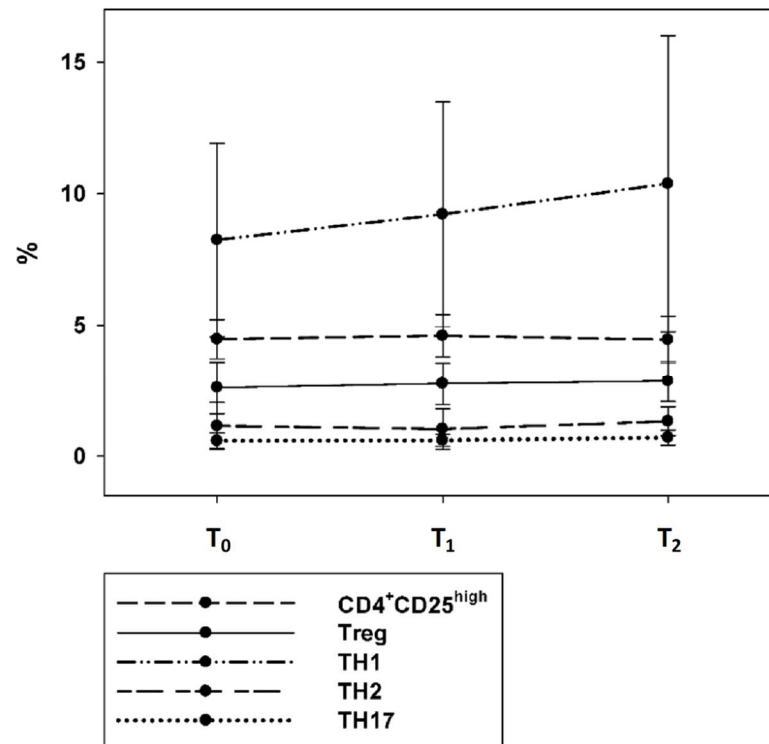 15
10
%
5
0
T₀ T₁ T₂
CD4⁺CD25ʰⁱᵍʰ
Treg
TH1
TH2
TH17